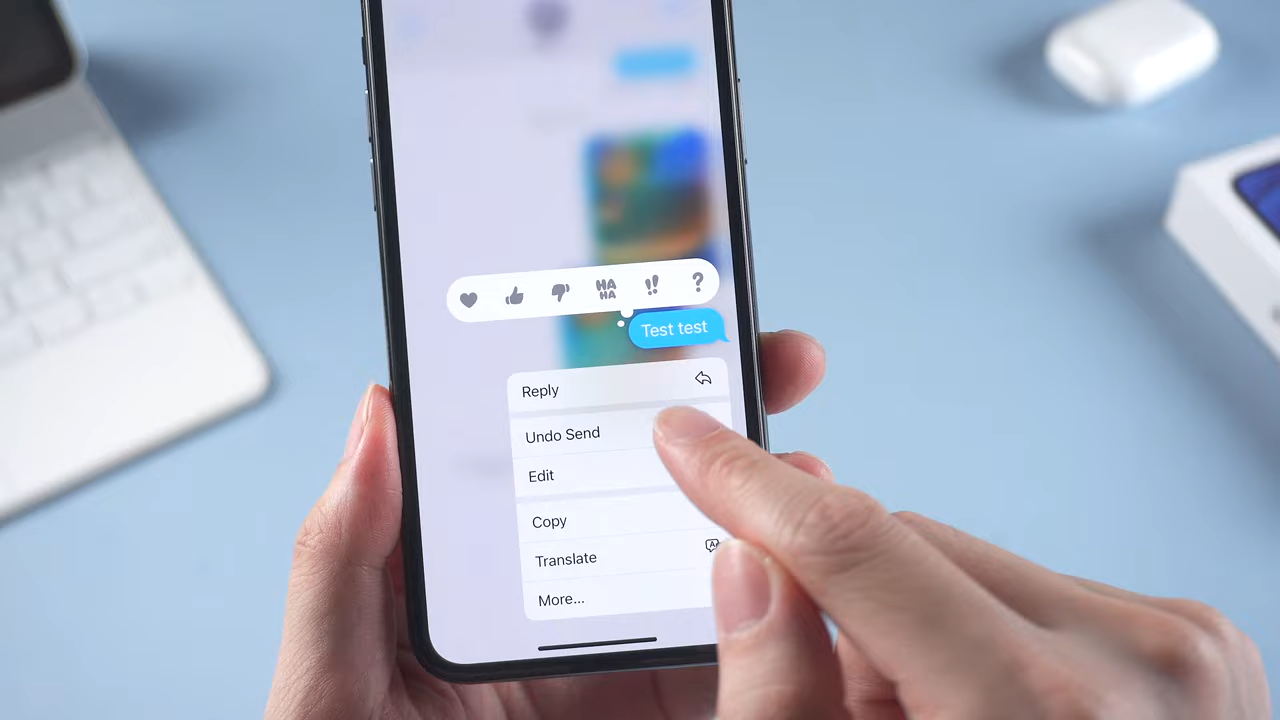 HA
HA
!!
?
Test test
Reply
Undo Send
Edit
Copy
Translate
More...